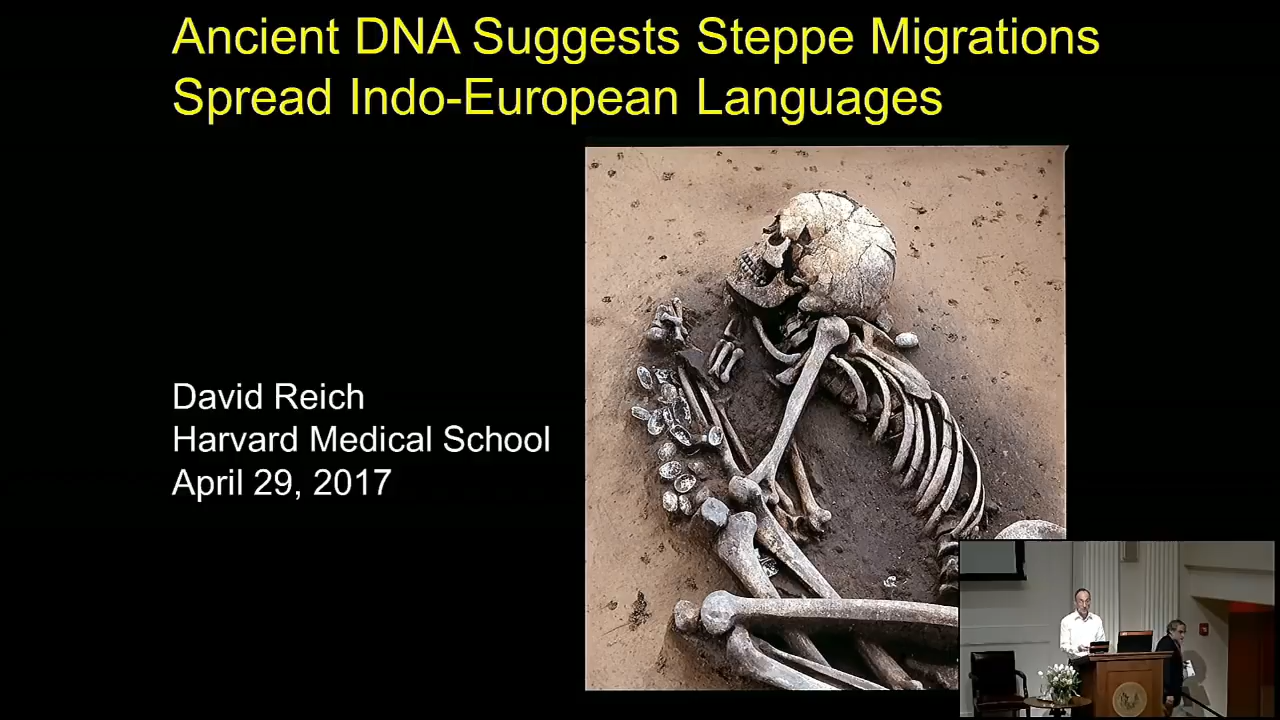 Ancient DNA Suggests Steppe Migrations
Spread Indo-European Languages
David Reich
Harvard Medical School
April 29, 2017